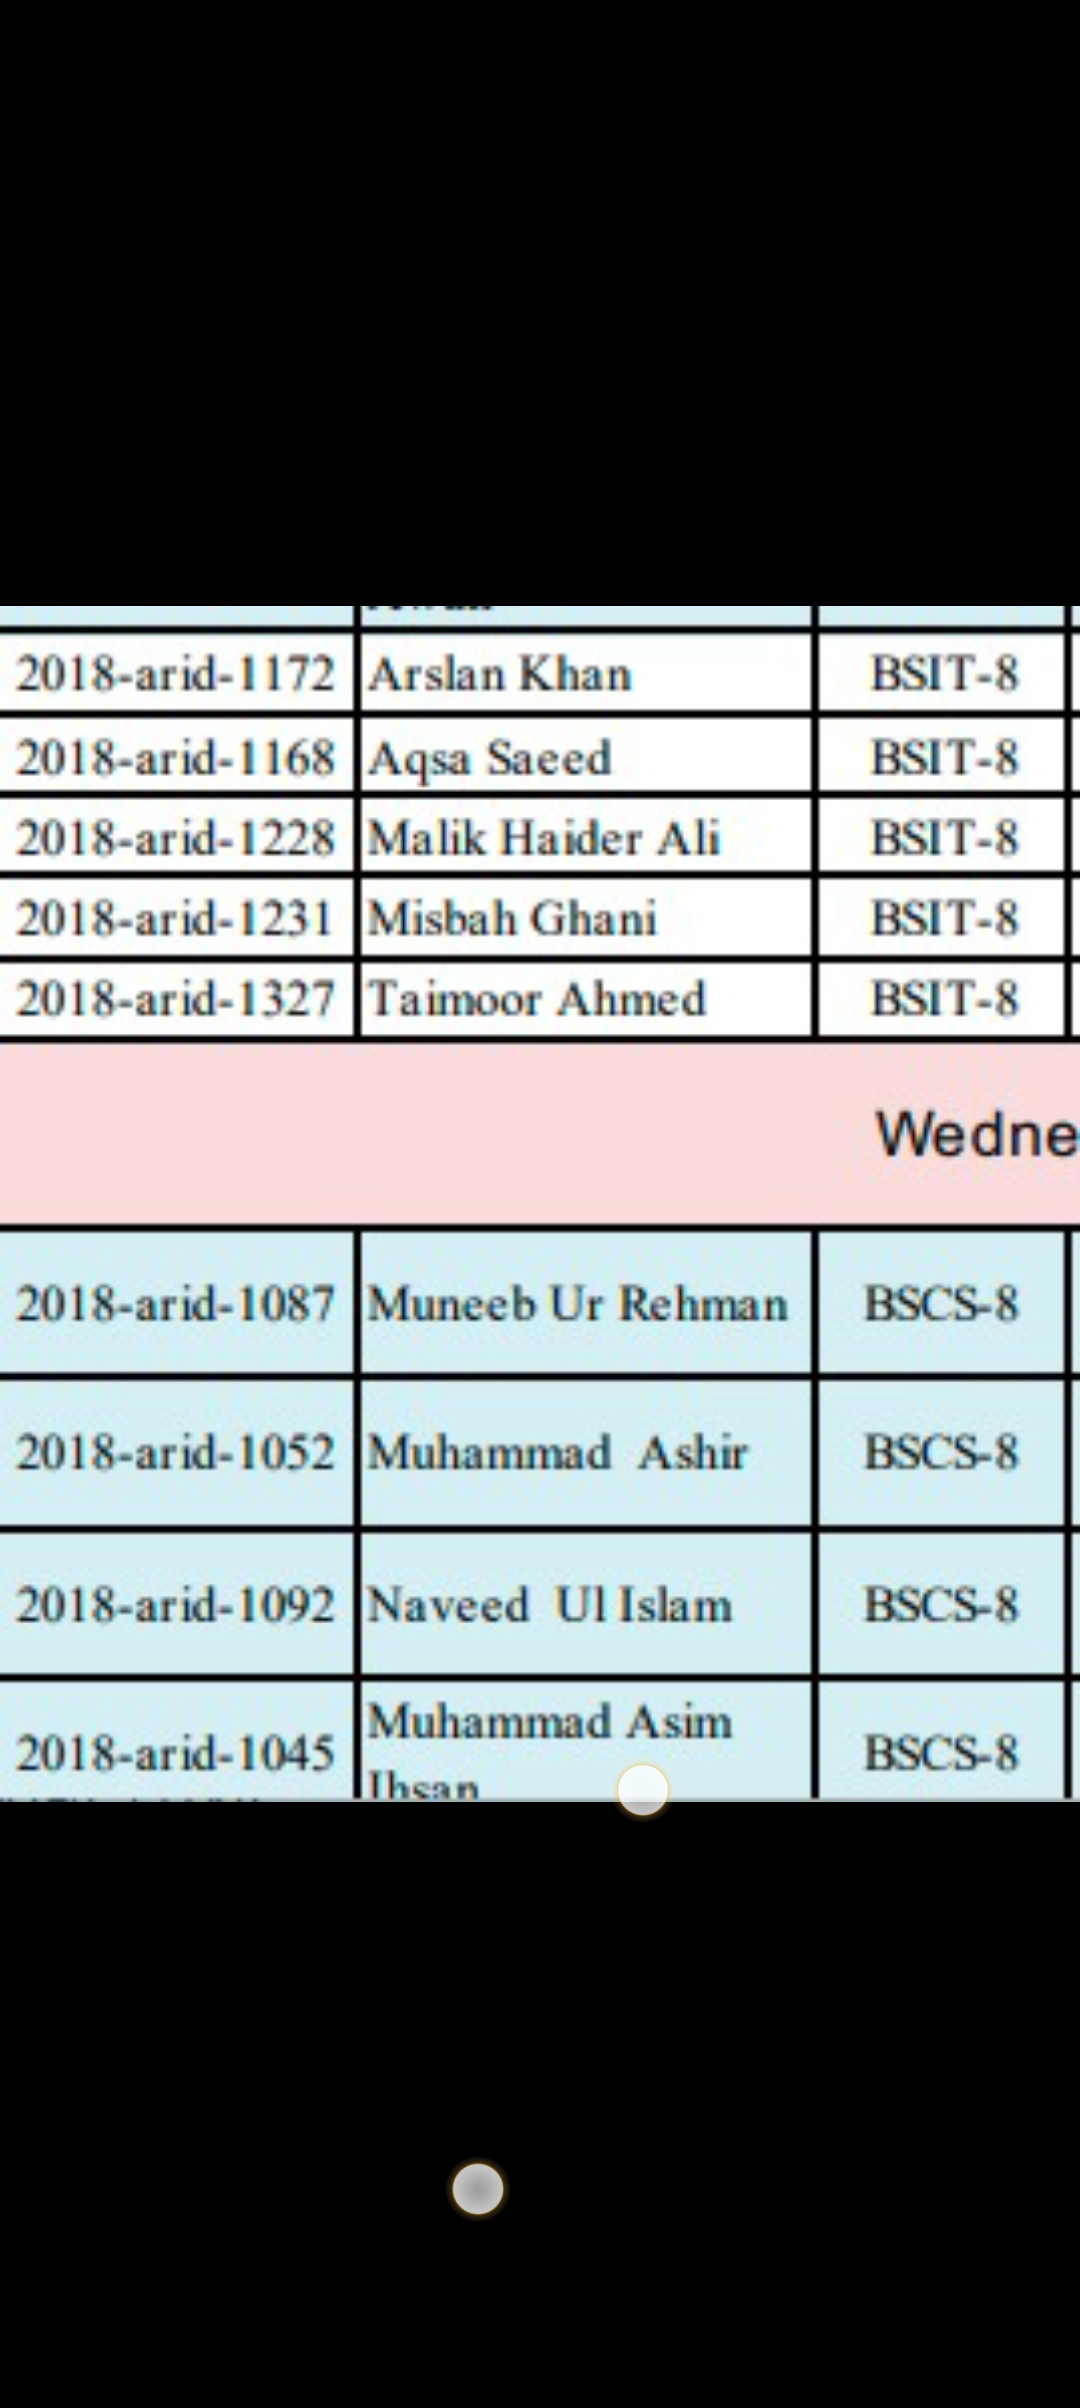 2018-arid-1172 Arslan Khan BSIT-8
2018-arid-1168 Aqsa Saeed BSIT-8
2018-arid-1228 Malik Haider Ali BSIT-8
2018-arid-1231 Misbah Ghani BSIT-8
2018-arid-1327 Taimoor Ahmed BSIT-8
Wedne
2018-arid-1087 Muneeb Ur Rehman BSCS-8
2018-arid-1052 Muhammad Ashir BSCS-8
2018-arid-1092 Naveed Ul Islam BSCS-8
2018-arid-1045 Muhammad Asim Ihsan BSCS-8